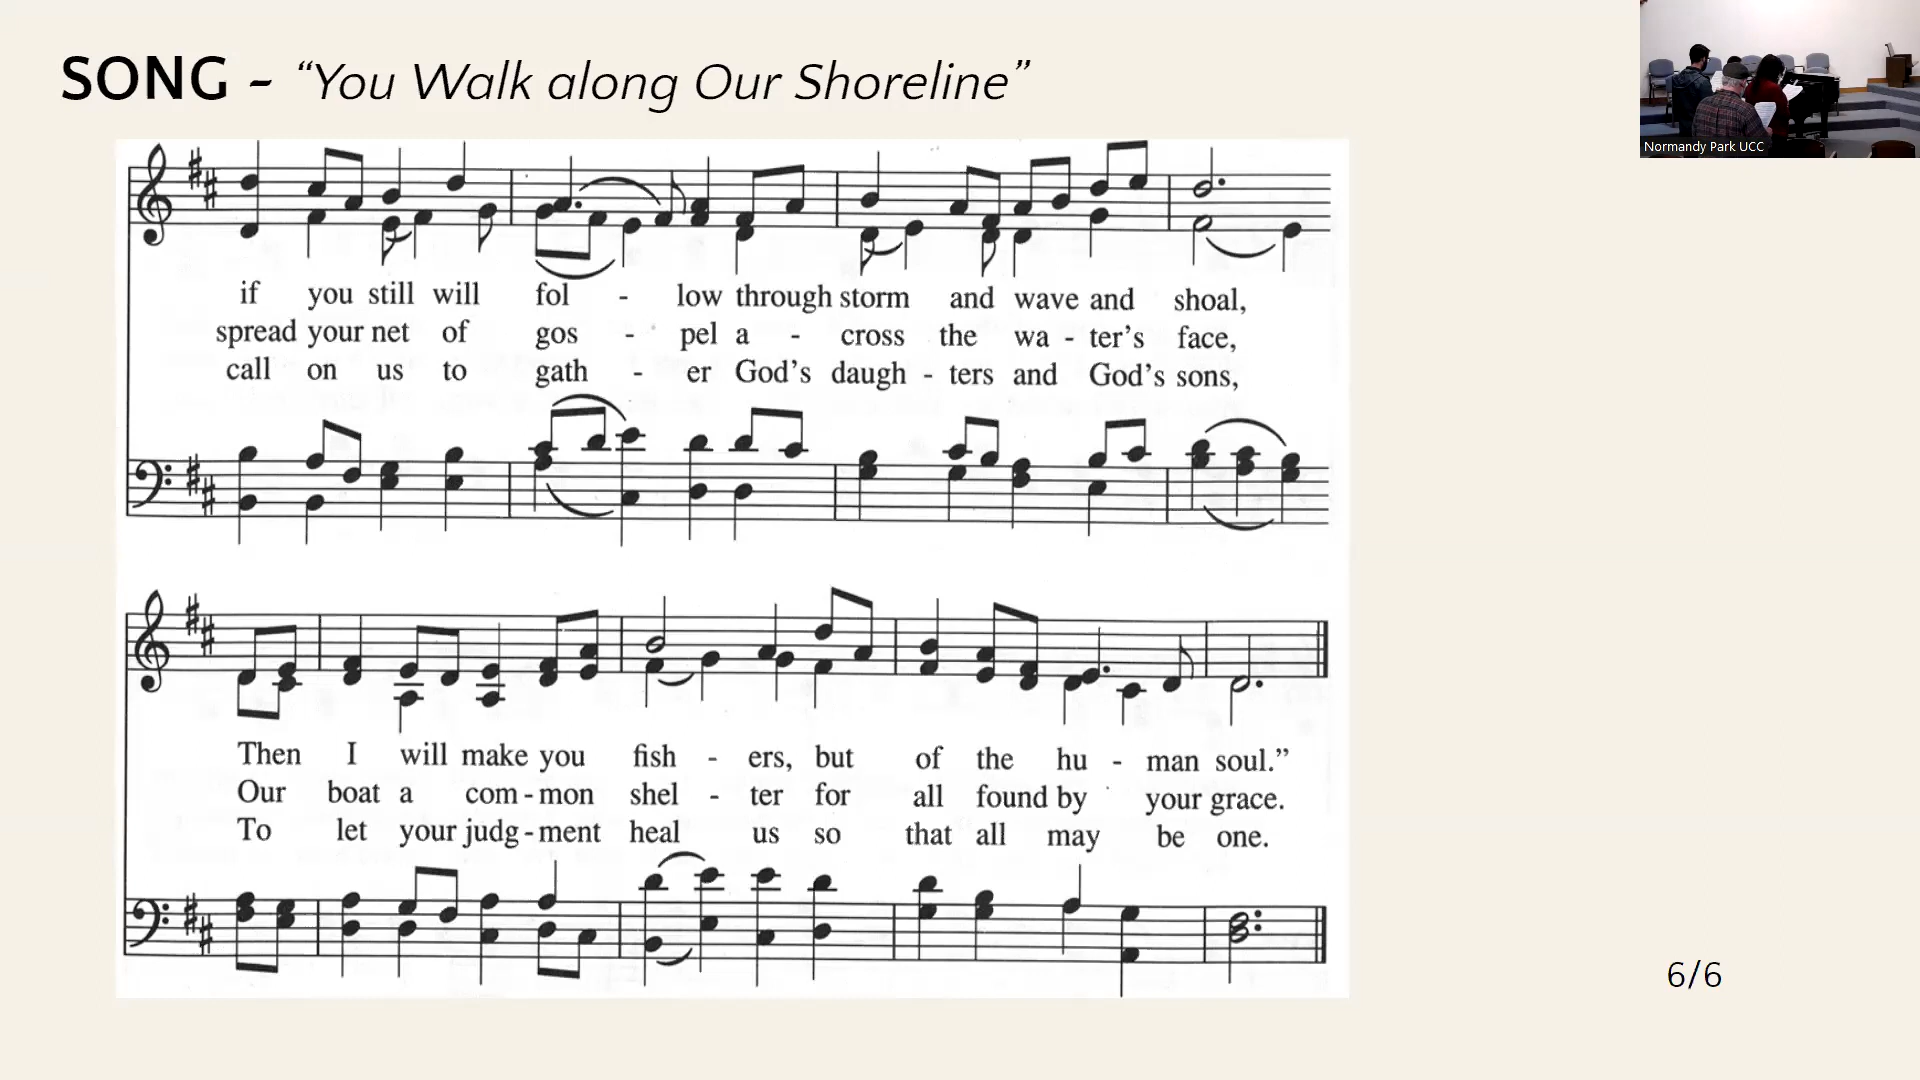 SONG - “You Walk along Our Shoreline”
Normandy Park UCC
if you still will fol - low through storm and wave and shoal,
spread your net of gos - pel a - cross the wa - ter’s face,
call on us to gath - er God’s daugh - ters and God’s sons,
Then I will make you fish - ers, but of the hu - man soul.”
Our boat a com - mon shel - ter for all found by your grace.
To let your judg - ment heal us so that all may be one.
6/6